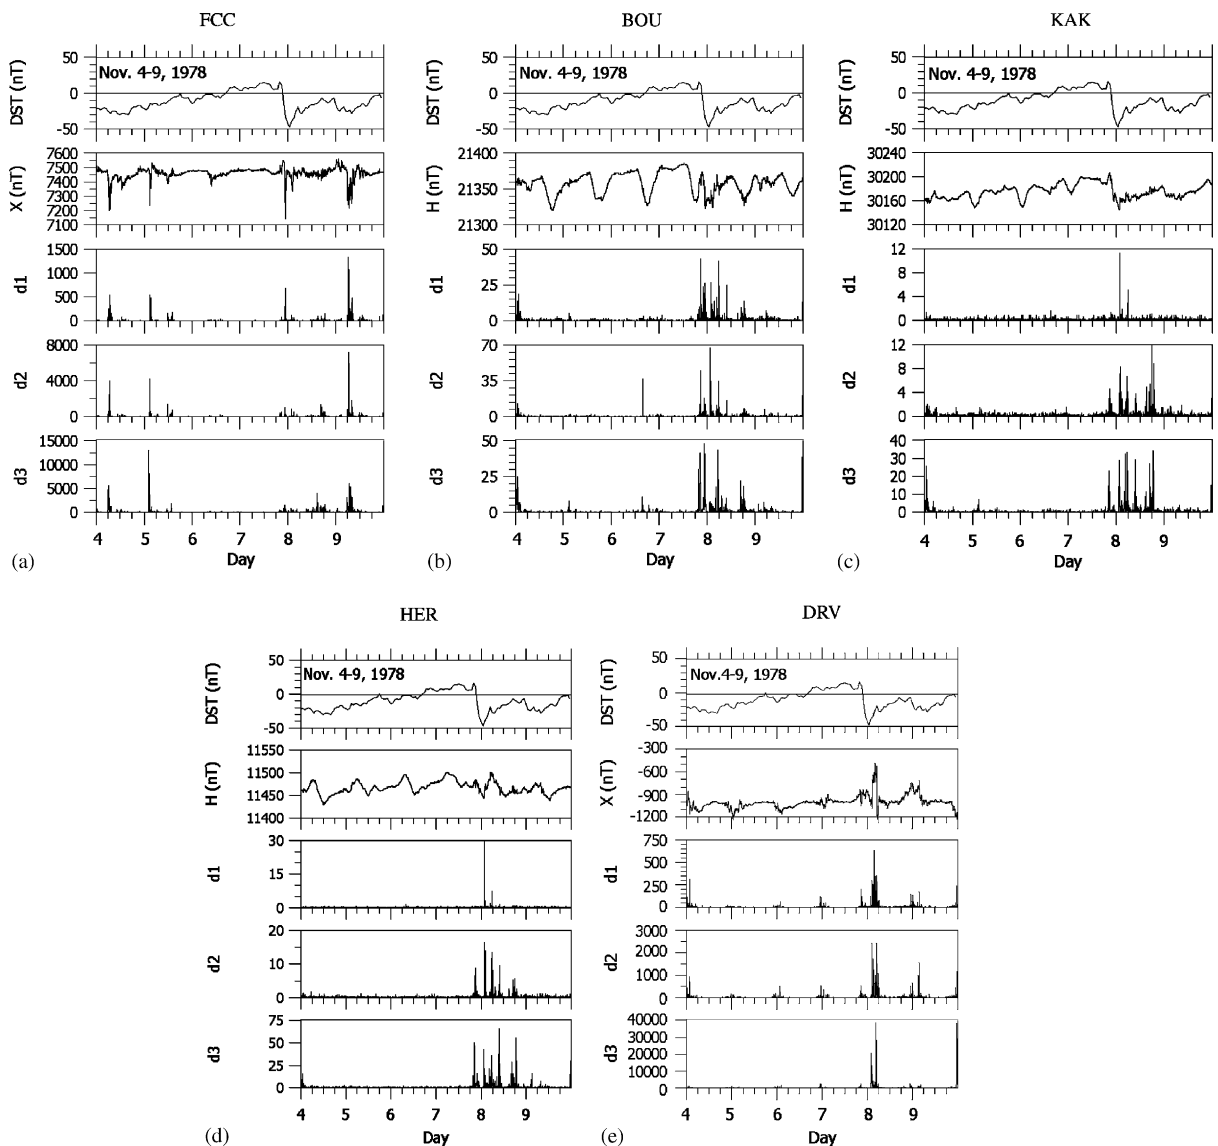 FCC
BOU
KAK
50
0
-50
DST (nT)
Nov. 4-9, 1978
7600
7500
7400
7300
7200
7100
X (nT)
1500
1000
500
0
d1
8000
4000
0
d2
15000
10000
5000
0
d3
4 5 6 7 8 9
Day
(a)
50
0
-50
DST (nT)
Nov. 4-9, 1978
21400
21350
21300
H (nT)
50
25
0
d1
70
35
0
d2
50
25
0
d3
4 5 6 7 8 9
Day
(b)
50
0
-50
DST (nT)
Nov. 4-9, 1978
30240
30200
30160
30120
H (nT)
12
8
4
0
d1
12
9
6
3
0
d2
40
30
20
10
0
d3
4 5 6 7 8 9
Day
(c)
HER
DRV
50
0
-50
DST (nT)
Nov. 4-9, 1978
11550
11500
11450
11400
H (nT)
30
15
0
d1
20
10
0
d2
75
50
25
0
d3
4 5 6 7 8 9
Day
(d)
50
0
-50
DST (nT)
Nov.4-9, 1978
-300
-600
-900
-1200
X (nT)
750
500
250
0
d1
3000
2000
1000
0
d2
40000
30000
20000
10000
0
d3
4 5 6 7 8 9
Day
(e)